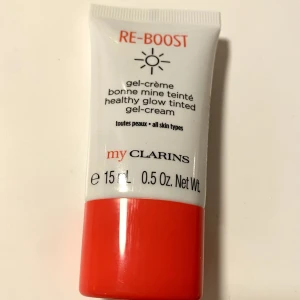 RE-BOOST
gel-crème
bonne mine teinté
healthy glow tinted
gel-cream
toutes peaux • all skin types
my CLARINS
e 15 mL 0.5 Oz. Net Wt.